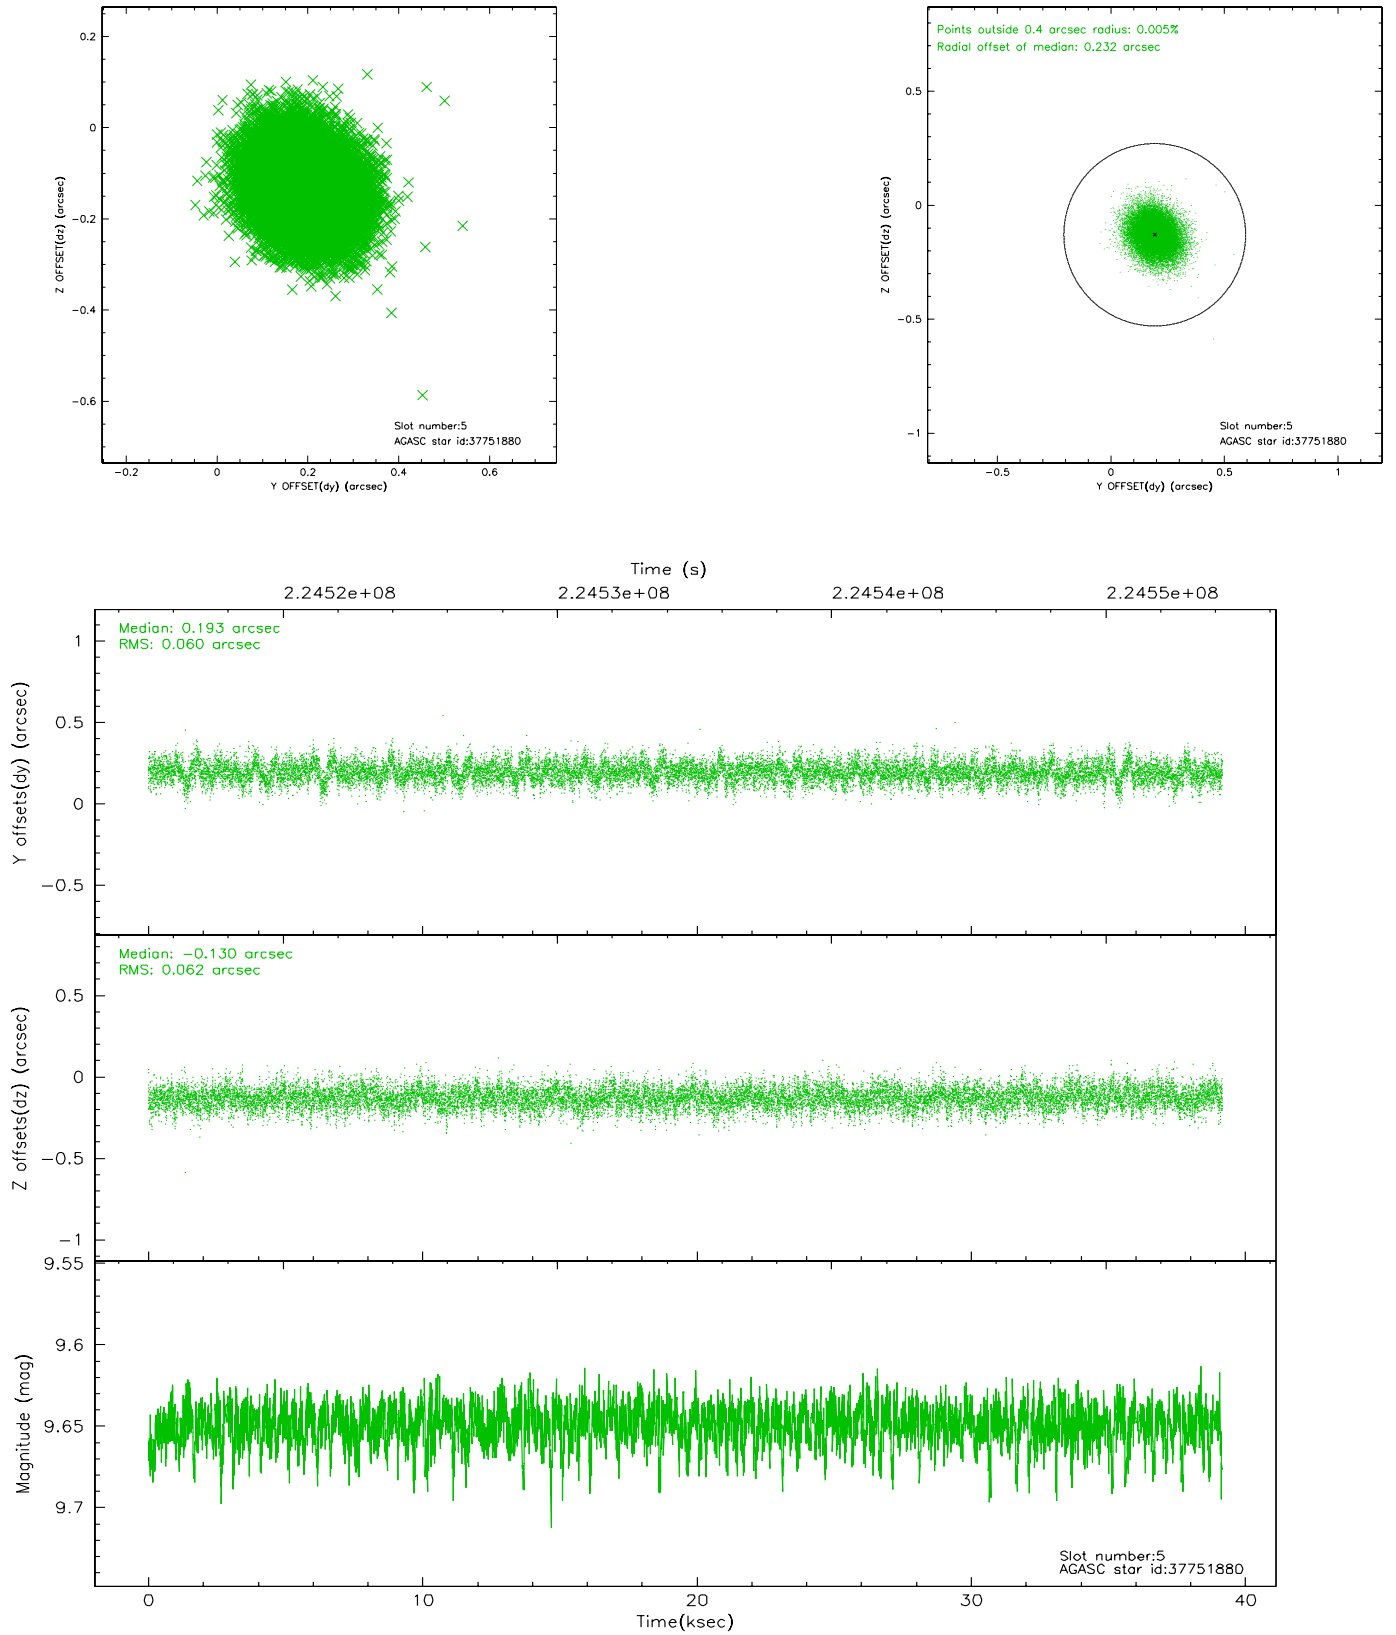 0.2
0
−0.2
−0.4
−0.6
Z OFFSET(dz) (arcsec)
Slot number:5
AGASC star id:37751880
−0.2
0
0.2
0.4
0.6
Y OFFSET(dy) (arcsec)
Points outside 0.4 arcsec radius: 0.005%
Radial offset of median: 0.232 arcsec
0.5
0
−0.5
−1
Z OFFSET(dz) (arcsec)
Slot number:5
AGASC star id:37751880
−0.5
0
0.5
1
Y OFFSET(dy) (arcsec)
Time (s)
2.2452e+08
2.2453e+08
2.2454e+08
2.2455e+08
Median: 0.193 arcsec
RMS: 0.060 arcsec
1
0.5
0
−0.5
Y offsets(dy) (arcsec)
Median: −0.130 arcsec
RMS: 0.062 arcsec
0.5
0
−0.5
−1
Z offsets(dz) (arcsec)
9.55
9.6
9.65
9.7
Magnitude (mag)
Slot number:5
AGASC star id:37751880
0
10
20
30
40
Time(ksec)